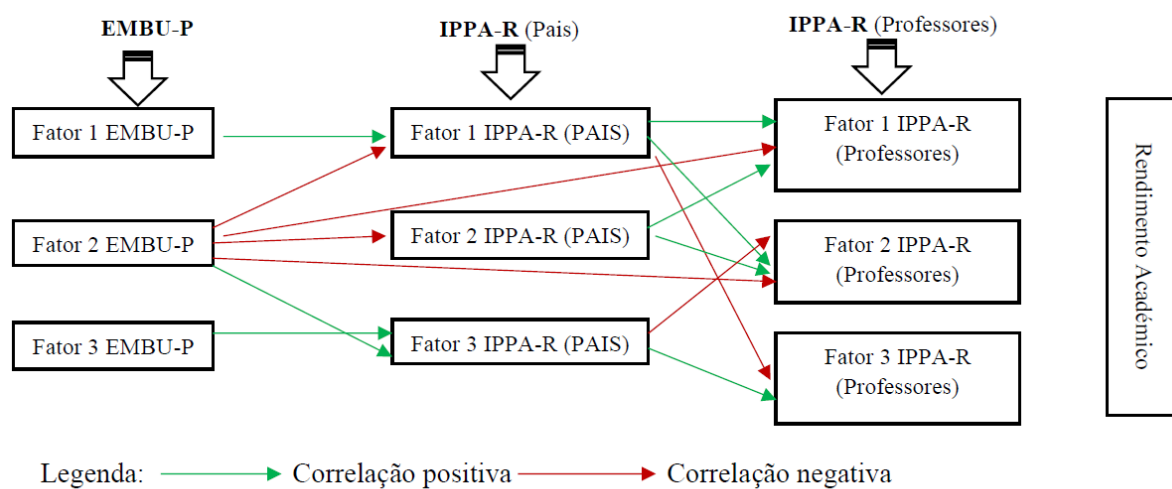 EMBU-P
IPPA-R (Pais)
IPPA-R (Professores)
Fator 1 EMBU-P
Fator 1 IPPA-R (PAIS)
Fator 1 IPPA-R
(Professores)
Fator 2 EMBU-P
Fator 2 IPPA-R (PAIS)
Fator 2 IPPA-R
(Professores)
Fator 3 EMBU-P
Fator 3 IPPA-R (PAIS)
Fator 3 IPPA-R
(Professores)
Rendimento Académico
Legenda: Correlação positiva Correlação negativa